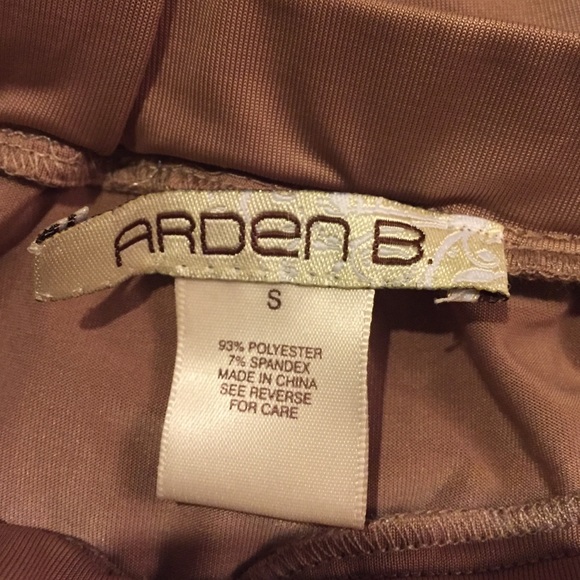 ARDen B.
S
93% POLYESTER
7% SPANDEX
MADE IN CHINA
SEE REVERSE
FOR CARE